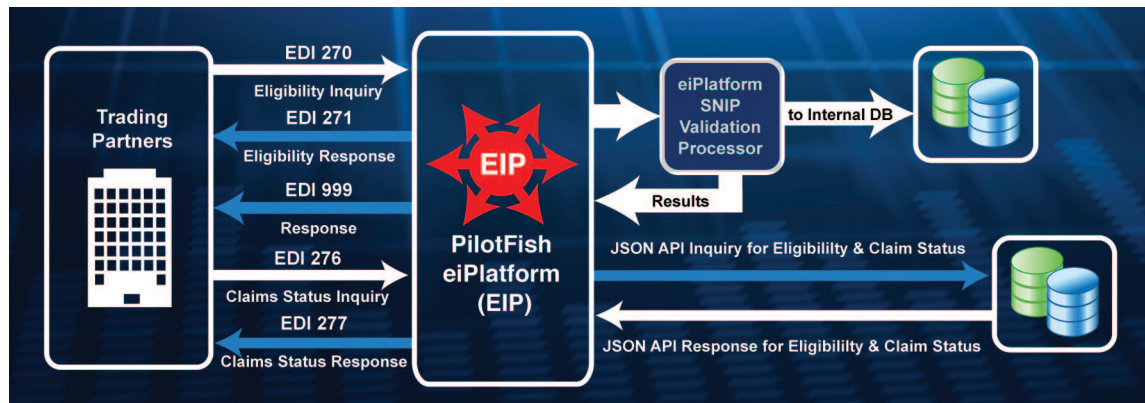 Trading
Partners
EDI 270
Eligibility Inquiry
EDI 271
Eligibility Response
EDI 999
Response
EDI 276
Claims Status Inquiry
EDI 277
Claims Status Response
EIP
PilotFish
eiPlatform
(EIP)
eiPlatform
SNIP
Validation
Processor
to Internal DB
Results
JSON API Inquiry for Eligibililty & Claim Status
JSON API Response for Eligibililty & Claim Status